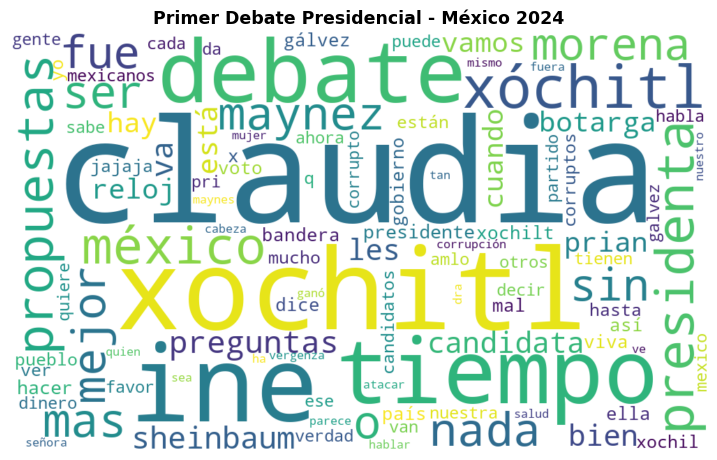 Primer Debate Presidencial - México 2024
gente fue cada da gálvez puede vamos morena
yo mexicanos debate mismo fuera xóchitl
ser
propuestas sabe hay está maynez mujer ahora están cuando botarga habla
claudia
jajaja va x voto q corrupto gobierno partido corruptos nuestro
reloj pri maynes tan presidenta
cabeza bandera presidente xochilt galvez
méxico mucho les corrupción prian
quiere xochitl amlo otros tienen
mejor dice ganó candidatos dra decir mal sin hasta así
preguntas candidata viva ve mexico
pueblo quien ha vergenza tiempo
ver ine
hacer favor sea atacar
dinero mas ese o país nuestra nada salud ella
sheinbaum parece verdad van bien xochil
señora hablar